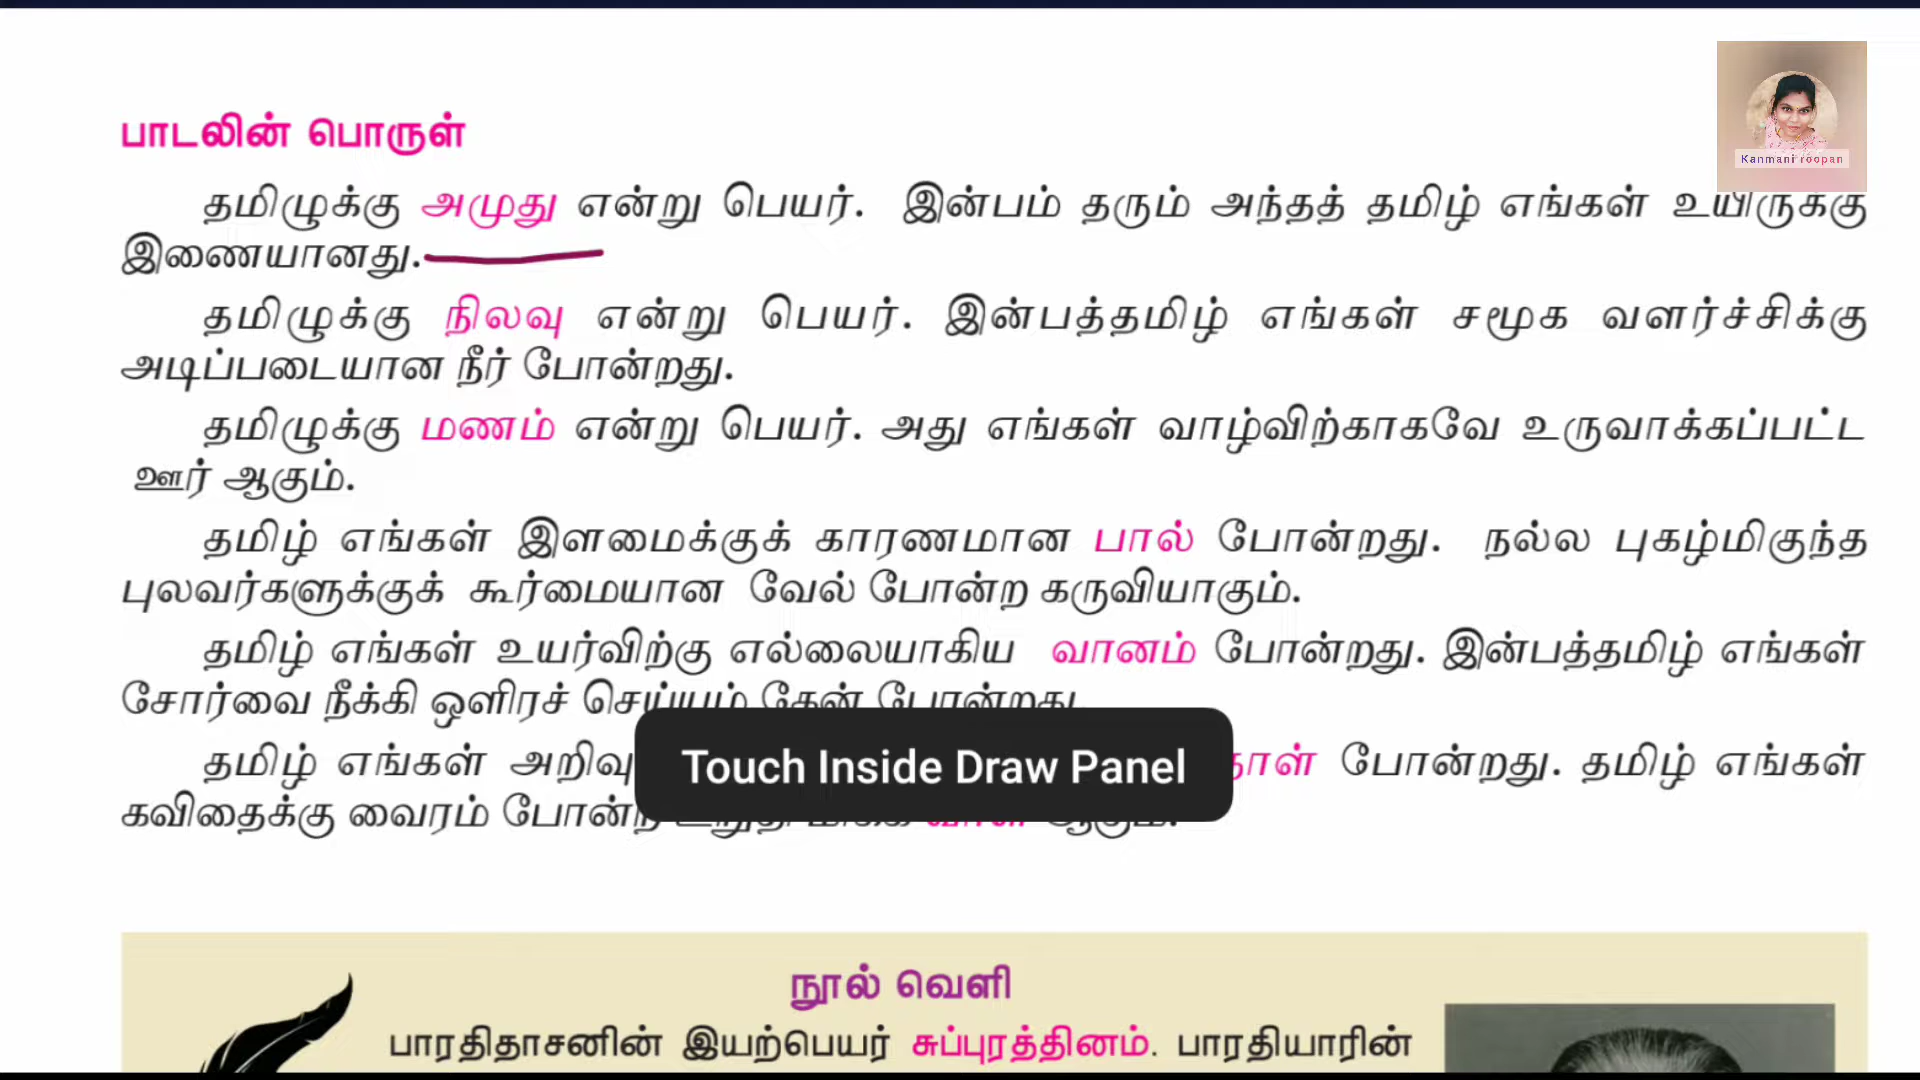 Kanmani roopan
பாடலின் பொருள்
தமிழுக்கு அமுது என்று பெயர். இன்பம் தரும் அந்தத் தமிழ் எங்கள் உயிருக்கு
இணையானது.
தமிழுக்கு நிலவு என்று பெயர். இன்பத்தமிழ் எங்கள் சமூக வளர்ச்சிக்கு
அடிப்படையான நீர் போன்றது.
தமிழுக்கு மணம் என்று பெயர். அது எங்கள் வாழ்விற்காகவே உருவாக்கப்பட்ட
ஊர் ஆகும்.
தமிழ் எங்கள் இளமைக்குக் காரணமான பால் போன்றது. நல்ல புகழ்மிகுந்த
புலவர்களுக்குக் கூர்மையான வேல் போன்ற கருவியாகும்.
தமிழ் எங்கள் உயர்விற்கு எல்லையாகிய வானம் போன்றது. இன்பத்தமிழ் எங்கள்
சோர்வை நீக்கி ஒளிரச் செய்யும் தேன் போன்றது.
தமிழ் எங்கள் அறிவு போன்றது. தமிழ் எங்கள்
Touch Inside Draw Panel
கவிதைக்கு வைரம் போன்ற உறுதி மிக்க வாள் ஆகும்.
நூல் வெளி
பாரதிதாசனின் இயற்பெயர் சுப்புரத்தினம். பாரதியாரின்